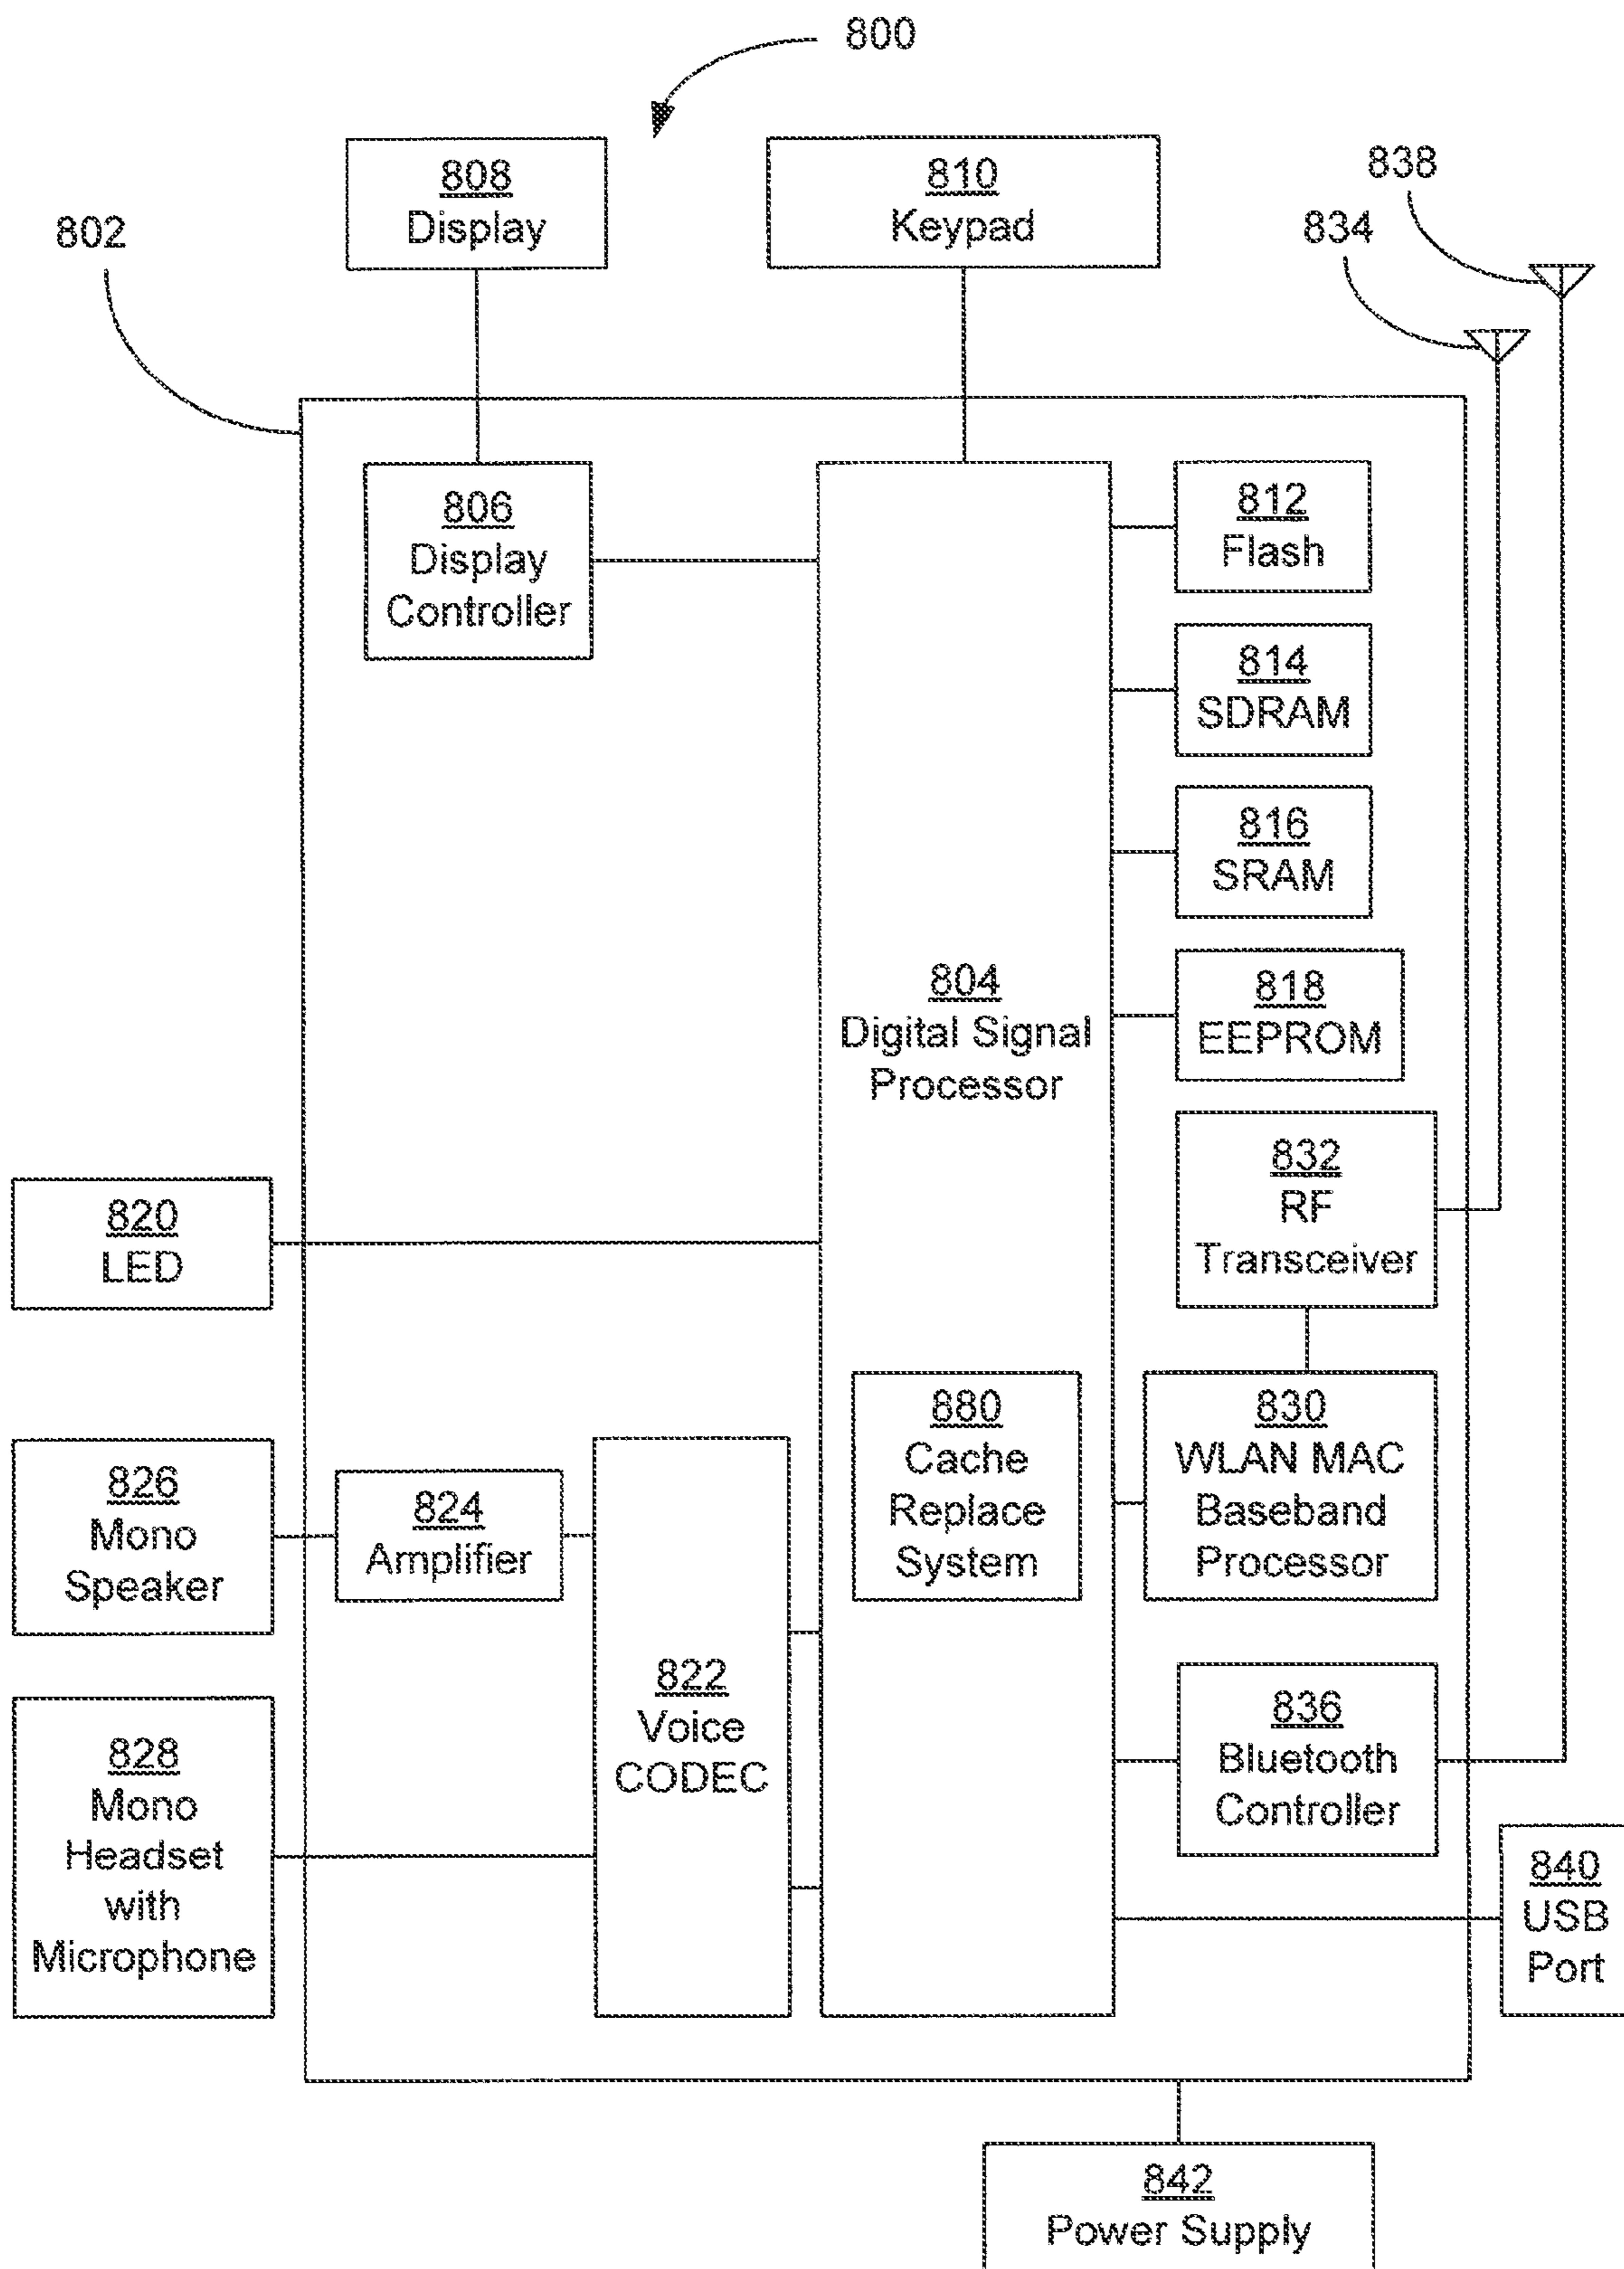 800
808
Display
810
Keypad
838
834
802
806
Display
Controller
812
Flash
814
SDRAM
816
SRAM
804
Digital Signal
Processor
818
EEPROM
832
RF
Transceiver
820
LED
880
Cache
Replace
System
830
WLAN MAC
Baseband
Processor
826
Mono
Speaker
824
Amplifier
822
Voice
CODEC
836
Bluetooth
Controller
828
Mono
Headset
with
Microphone
840
USB
Port
842
Power Supply